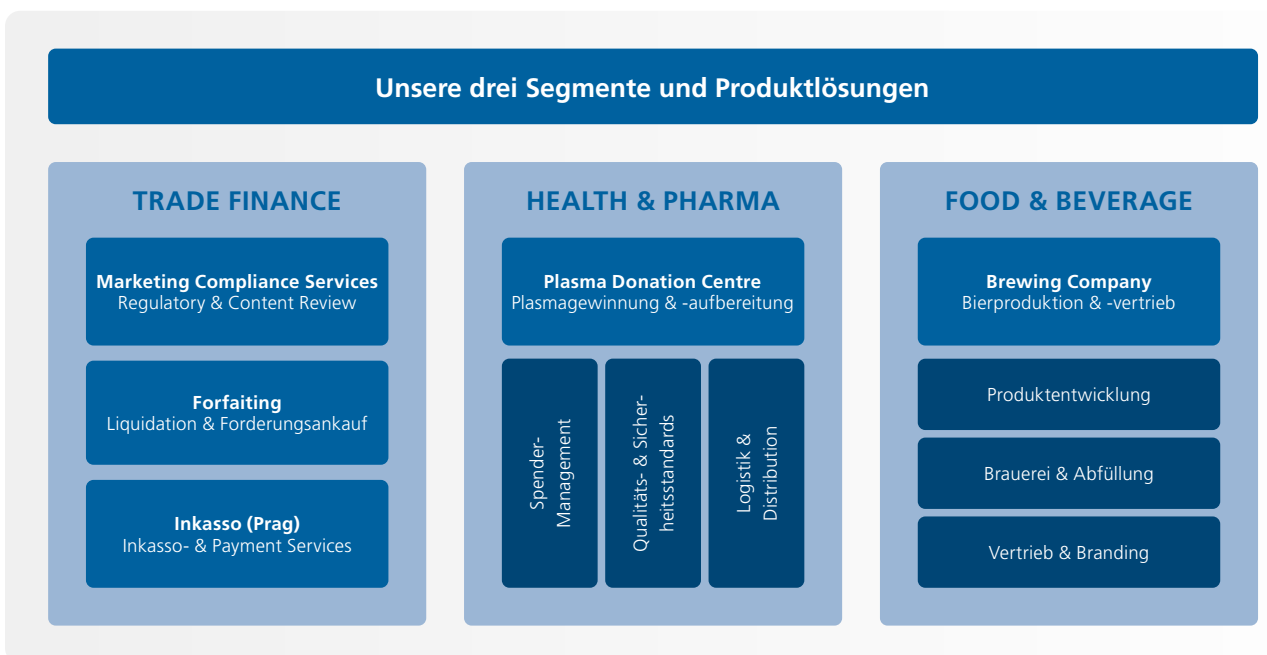 Unsere drei Segmente und Produktlösungen
TRADE FINANCE
Marketing Compliance Services
Regulatory & Content Review
Forfaiting
Liquidation & Forderungsankauf
Inkasso (Prag)
Inkasso- & Payment Services
HEALTH & PHARMA
Plasma Donation Centre
Plasmagewinnung & -aufbereitung
Spender-
Management
Qualitäts- & Sicher-
heitsstandards
Logistik &
Distribution
FOOD & BEVERAGE
Brewing Company
Bierproduktion & -vertrieb
Produktentwicklung
Brauerei & Abfüllung
Vertrieb & Branding